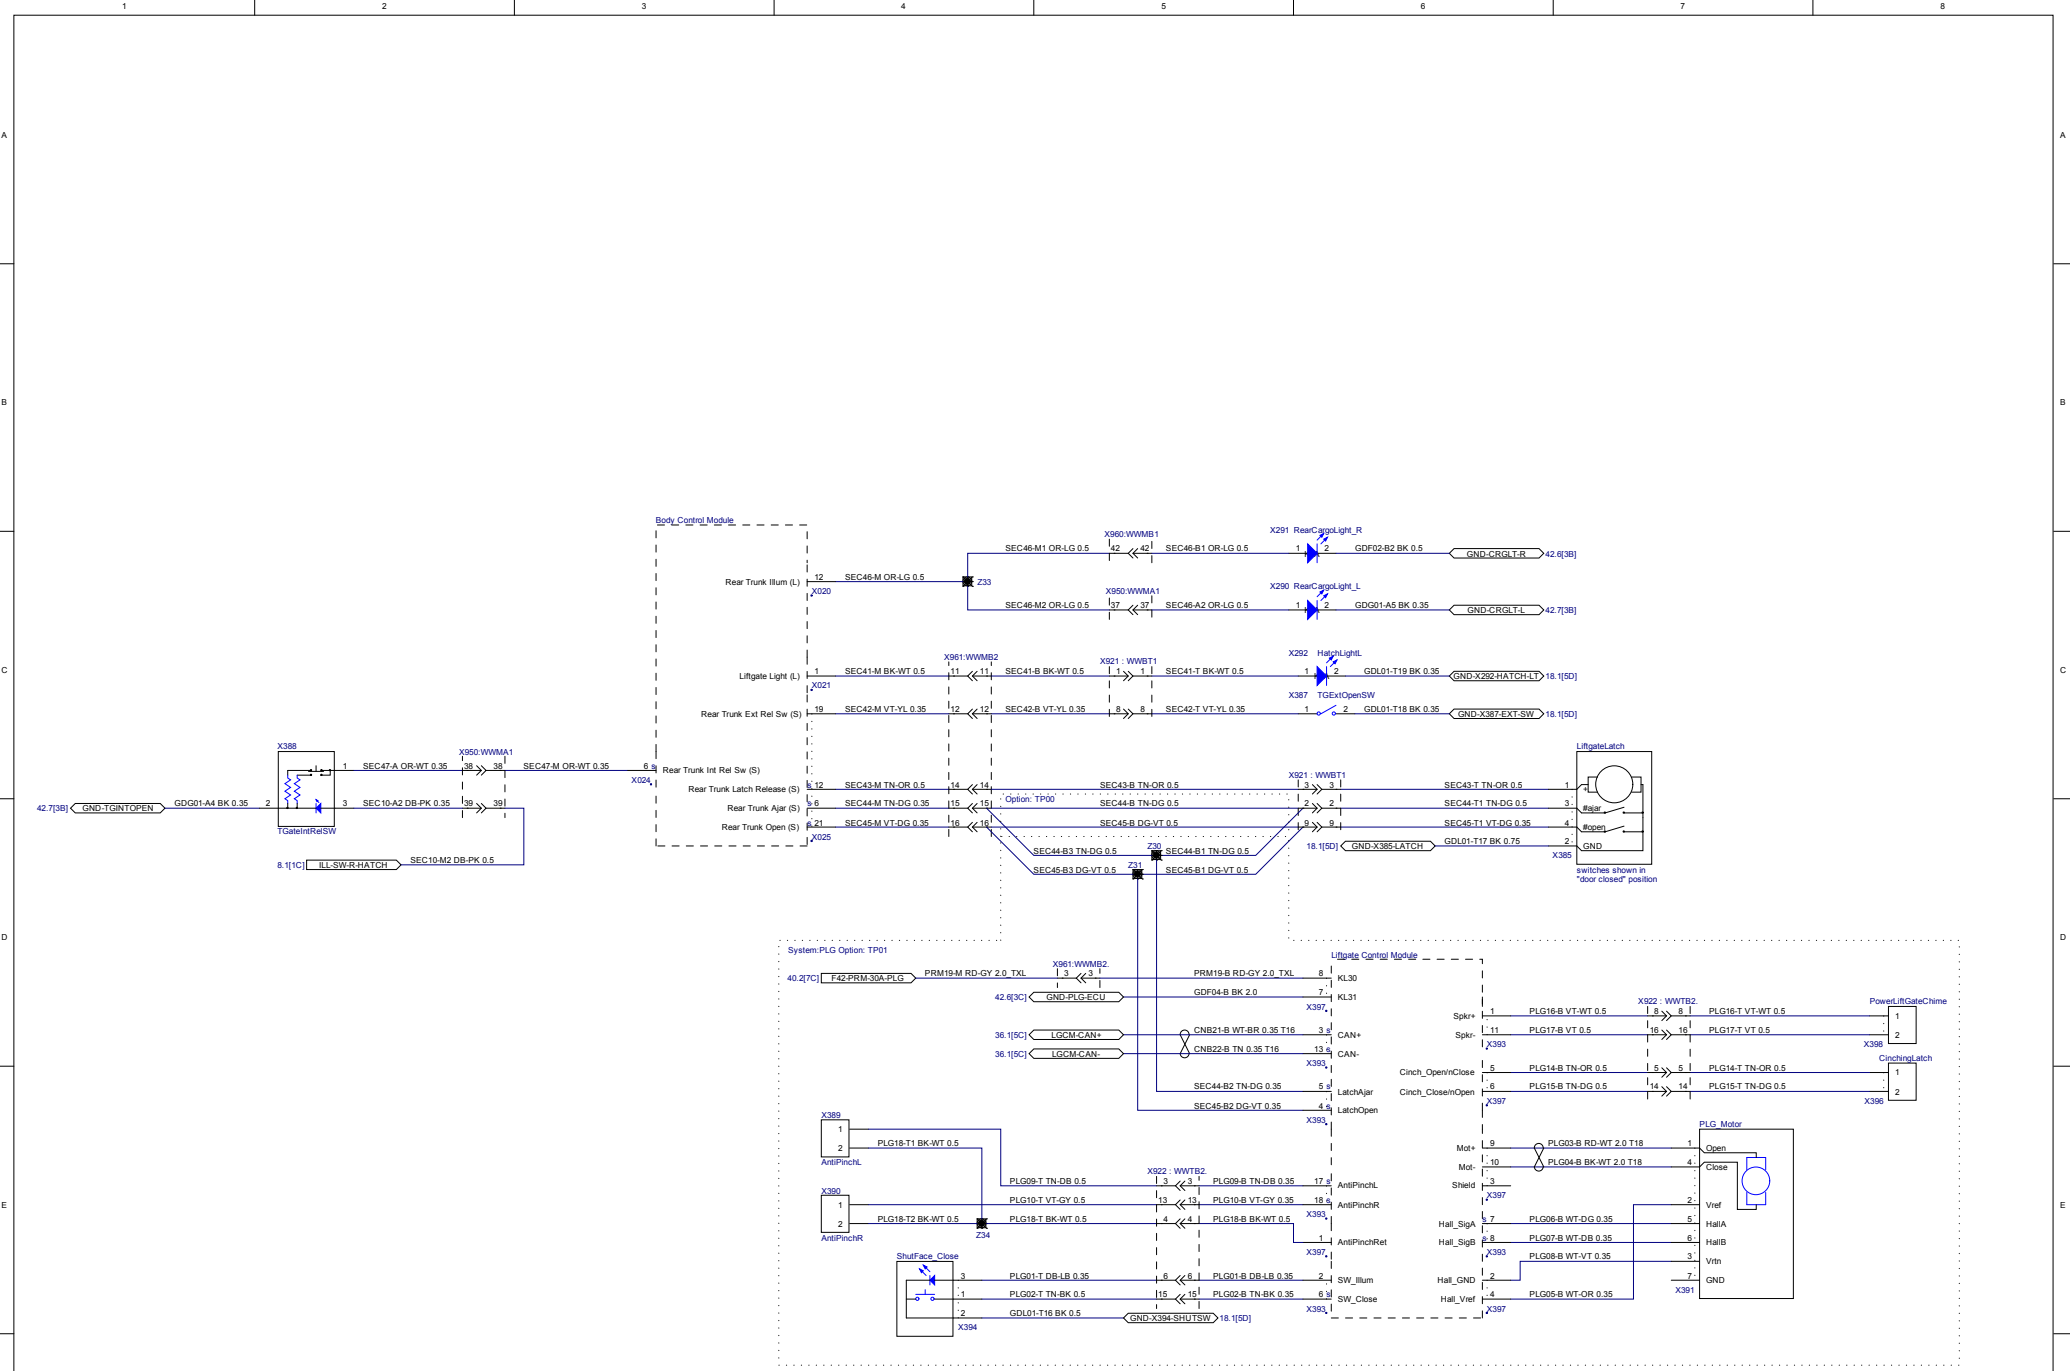 1 2 3 4 5 6 7 8
A A
B B
C C
D D
E E
Body Control Module
Rear Trunk Illum (L) 12 SEC46-M OR-LG 0.5 Z33
X020
SEC46-M1 OR-LG 0.5 42 X960:WWMB1 42 SEC46-B1 OR-LG 0.5 1 X291 RearCargoLight_R 2 GDF02-B2 BK 0.5 GND-CRGLT-R 42.6[3B]
SEC46-M2 OR-LG 0.5 37 X950:WWMA1 37 SEC46-A2 OR-LG 0.5 1 X290 RearCargoLight_L 2 GDG01-A5 BK 0.35 GND-CRGLT-L 42.7[3B]
X961:WWMB2 X921 : WWBT1 X292 HatchLightL
Liftgate Light (L) 1 SEC41-M BK-WT 0.5 11 11 SEC41-B BK-WT 0.5 1 1 SEC41-T BK-WT 0.5 1 2 GDL01-T19 BK 0.35 GND-X292-HATCH-LT 18.1[5D]
X021
X387 TGExtOpenSW
Rear Trunk Ext Rel Sw (S) 19 SEC42-M VT-YL 0.35 12 12 SEC42-B VT-YL 0.35 8 8 SEC42-T VT-YL 0.35 1 2 GDL01-T18 BK 0.35 GND-X387-EXT-SW 18.1[5D]
X388 X950:WWMA1
1 SEC47-A OR-WT 0.35 38 38 SEC47-M OR-WT 0.35 6 s Rear Trunk Int Rel Sw (S)
X024
42.7[3B] GND-TGINTOPEN GDG01-A4 BK 0.35 2 3 SEC10-A2 DB-PK 0.35 39 39
TGateIntRelSW
8.1[1C] ILL-SW-R-HATCH SEC10-M2 DB-PK 0.5
X921 : WWBT1 LiftgateLatch
Rear Trunk Latch Release (S) s 12 SEC43-M TN-OR 0.5 14 14 SEC43-B TN-OR 0.5 3 3 SEC43-T TN-OR 0.5 1 +
Option: TP00
Rear Trunk Ajar (S) s 6 SEC44-M TN-DG 0.35 15 15 SEC44-B TN-DG 0.5 2 2 SEC44-T1 TN-DG 0.5 3 #ajar
Rear Trunk Open (S) s 21 SEC45-M VT-DG 0.35 16 16 SEC45-B DG-VT 0.5 9 9 SEC45-T1 VT-DG 0.35 4 #open
X025
18.1[5D] GND-X385-LATCH GDL01-T17 BK 0.75 2 GND
X385
SEC44-B3 TN-DG 0.5 Z30 SEC44-B1 TN-DG 0.5
SEC45-B3 DG-VT 0.5 Z31 SEC45-B1 DG-VT 0.5
switches shown in
"door closed" position
System:PLG Option: TP01
Liftgate Control Module
40.2[7C] F42-PRM-30A-PLG PRM19-M RD-GY 2.0_TXL 3 X961:WWMB2. 3 PRM19-B RD-GY 2.0_TXL 8 KL30
42.6[3C] GND-PLG-ECU GDF04-B BK 2.0 7 KL31
X397
36.1[5C] LGCM-CAN+ CNB21-B WT-BR 0.35 T16 3 s CAN+
36.1[5C] LGCM-CAN- CNB22-B TN 0.35 T16 13 s CAN-
X393
SEC44-B2 TN-DG 0.35 5 s LatchAjar
SEC45-B2 DG-VT 0.35 4 s LatchOpen
X393
X922 : WWTB2. PowerLiftGateChime
Spkr+ 1 PLG16-B VT-WT 0.5 8 8 PLG16-T VT-WT 0.5 1
Spkr- 11 PLG17-B VT 0.5 16 16 PLG17-T VT 0.5 2
X393 X398
CinchingLatch
Cinch_Open/nClose 5 PLG14-B TN-OR 0.5 5 5 PLG14-T TN-OR 0.5 1
Cinch_Close/nOpen 6 PLG15-B TN-DG 0.5 14 14 PLG15-T TN-DG 0.5 2
X397 X396
PLG_Motor
Mot+ 9 PLG03-B RD-WT 2.0 T18 1 Open
Mot- 10 PLG04-B BK-WT 2.0 T18 4 Close
Shield 3
X397
2 Vref
Hall_SigA s 7 PLG06-B WT-DG 0.35 5 HallA
Hall_SigB s 8 PLG07-B WT-DB 0.35 6 HallB
X393
PLG08-B WT-VT 0.35 3 Vrtn
Hall_GND 2 7 GND
Hall_Vref 4 PLG05-B WT-OR 0.35
X397 X391
X389
1
2 PLG18-T1 BK-WT 0.5
AntiPinchL
X922 : WWTB2.
PLG09-T TN-DB 0.5 3 3 PLG09-B TN-DB 0.35 17 s AntiPinchL
X390
1 PLG10-T VT-GY 0.5 13 13 PLG10-B VT-GY 0.35 18 s AntiPinchR
X393
2 PLG18-T2 BK-WT 0.5 Z34 PLG18-T BK-WT 0.5 4 4 PLG18-B BK-WT 0.5
AntiPinchR
1 AntiPinchRet
X397
ShutFace_Close
3 PLG01-T DB-LB 0.35 6 6 PLG01-B DB-LB 0.35 2 SW_Illum
1 PLG02-T TN-BK 0.5 15 15 PLG02-B TN-BK 0.35 6 s SW_Close
X393
2 GDL01-T16 BK 0.5 GND-X394-SHUTSW 18.1[5D]
X394